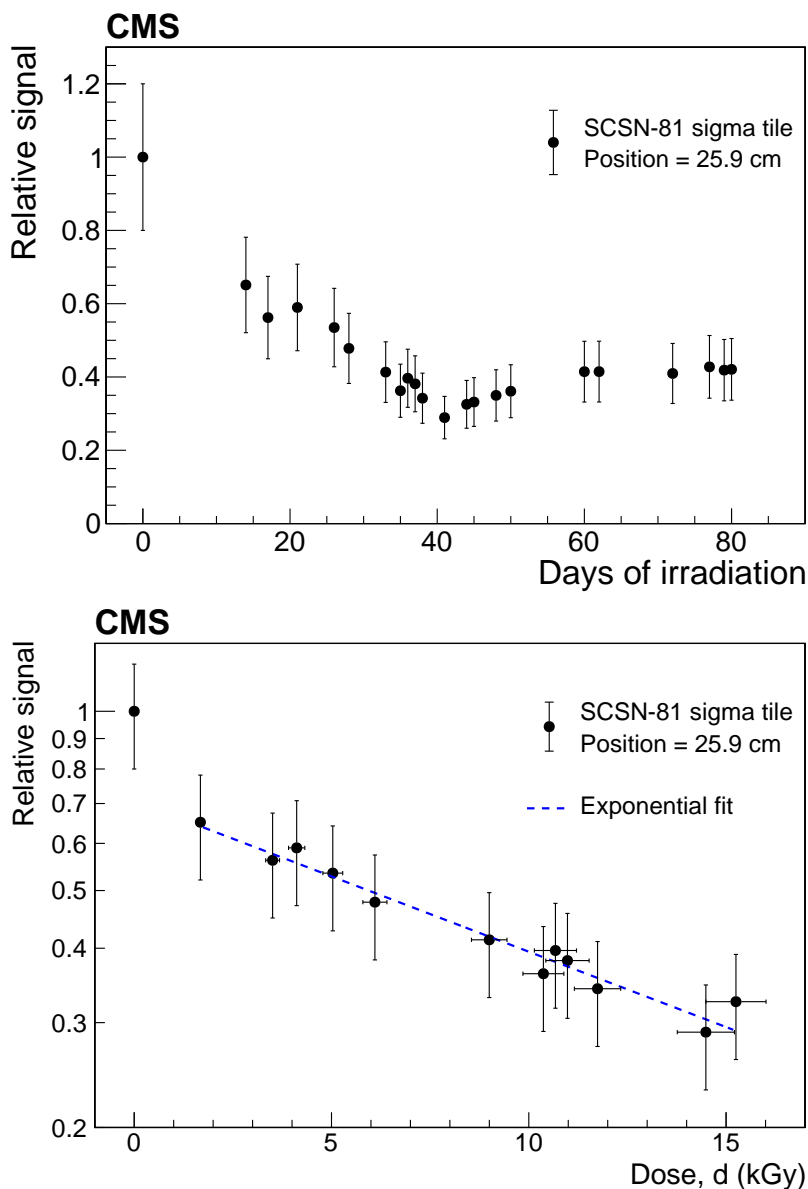 CMS
Relative signal
1.2
1
0.8
0.6
0.4
0.2
0
SCSN-81 sigma tile
Position = 25.9 cm
0 20 40 60 80
Days of irradiation
CMS
Relative signal
1
0.9
0.8
0.7
0.6
0.5
0.4
0.3
0.2
SCSN-81 sigma tile
Position = 25.9 cm
Exponential fit
0 5 10 15
Dose, d (kGy)